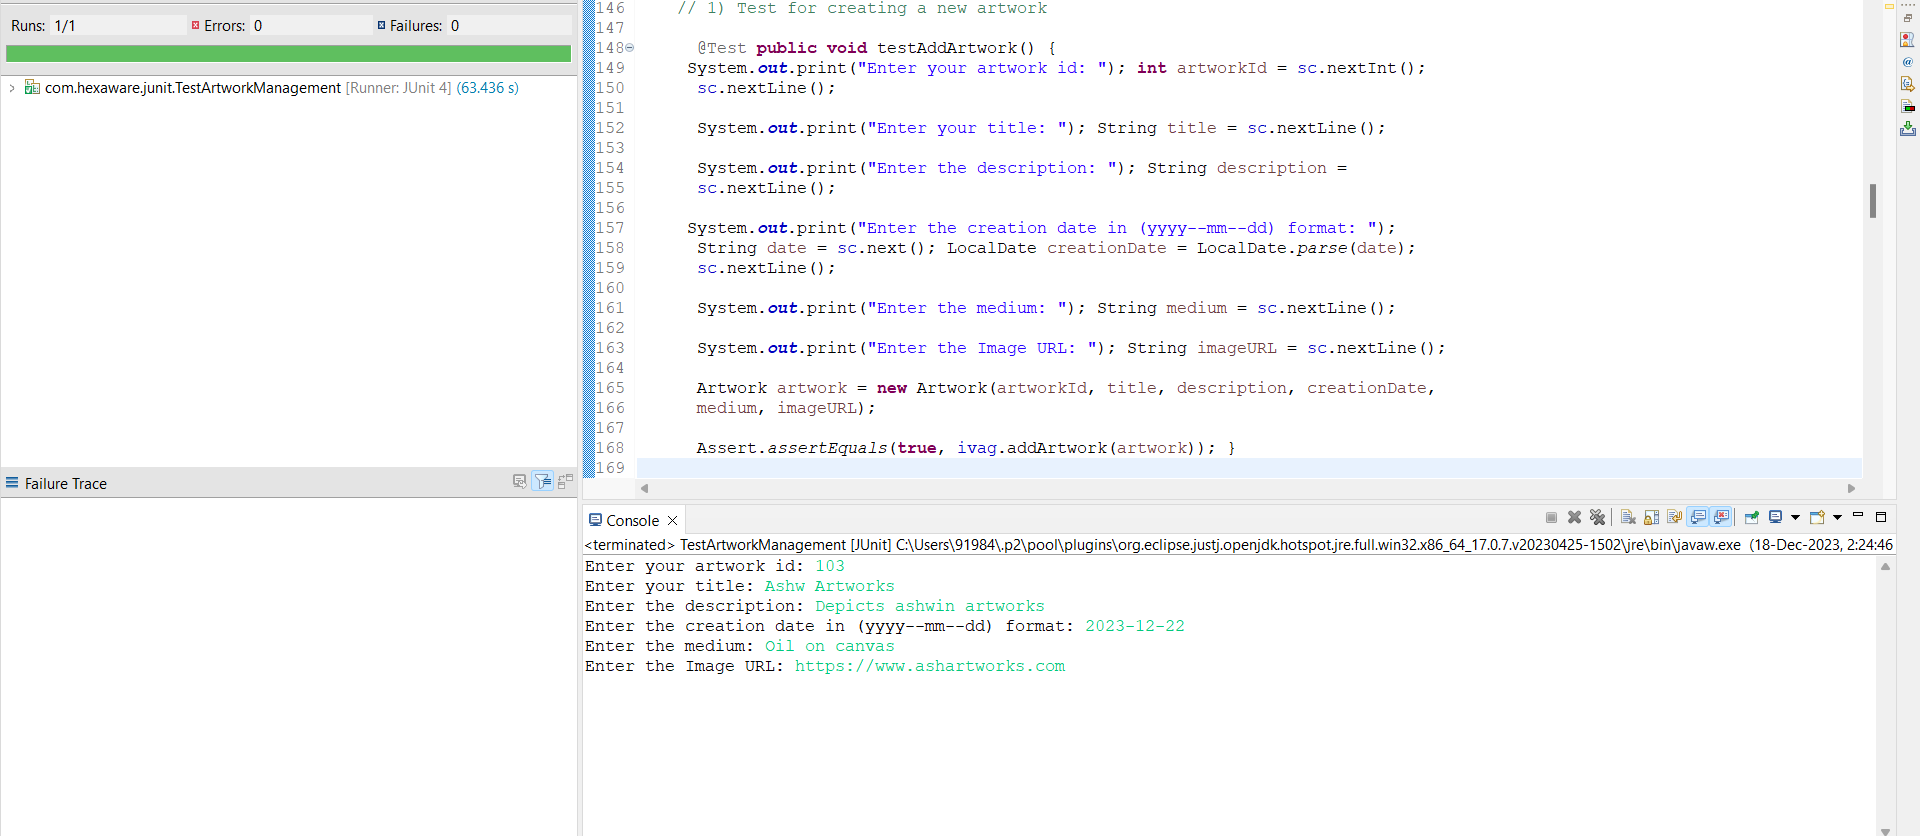 Runs: 1/1 Errors: 0 Failures: 0
com.hexaware.junit.TestArtworkManagement [Runner: JUnit 4] (63.436 s)
Failure Trace
146 // 1) Test for creating a new artwork
147
148 @Test public void testAddArtwork() {
149 System.out.print("Enter your artwork id: "); int artworkId = sc.nextInt();
150 sc.nextLine();
151
152 System.out.print("Enter your title: "); String title = sc.nextLine();
153
154 System.out.print("Enter the description: "); String description =
155 sc.nextLine();
156
157 System.out.print("Enter the creation date in (yyyy--mm--dd) format: ");
158 String date = sc.next(); LocalDate creationDate = LocalDate.parse(date);
159 sc.nextLine();
160
161 System.out.print("Enter the medium: "); String medium = sc.nextLine();
162
163 System.out.print("Enter the Image URL: "); String imageURL = sc.nextLine();
164
165 Artwork artwork = new Artwork(artworkId, title, description, creationDate,
166 medium, imageURL);
167
168 Assert.assertEquals(true, ivag.addArtwork(artwork)); }
169
Console
<terminated> TestArtworkManagement [JUnit] C:\Users\91984\.p2\pool\plugins\org.eclipse.justj.openjdk.hotspot.jre.full.win32.x86_64_17.0.7.v20230425-1502\jre\bin\javaw.exe (18-Dec-2023, 2:24:46
Enter your artwork id: 103
Enter your title: Ashw Artworks
Enter the description: Depicts ashwin artworks
Enter the creation date in (yyyy--mm--dd) format: 2023-12-22
Enter the medium: Oil on canvas
Enter the Image URL: https://www.ashartworks.com